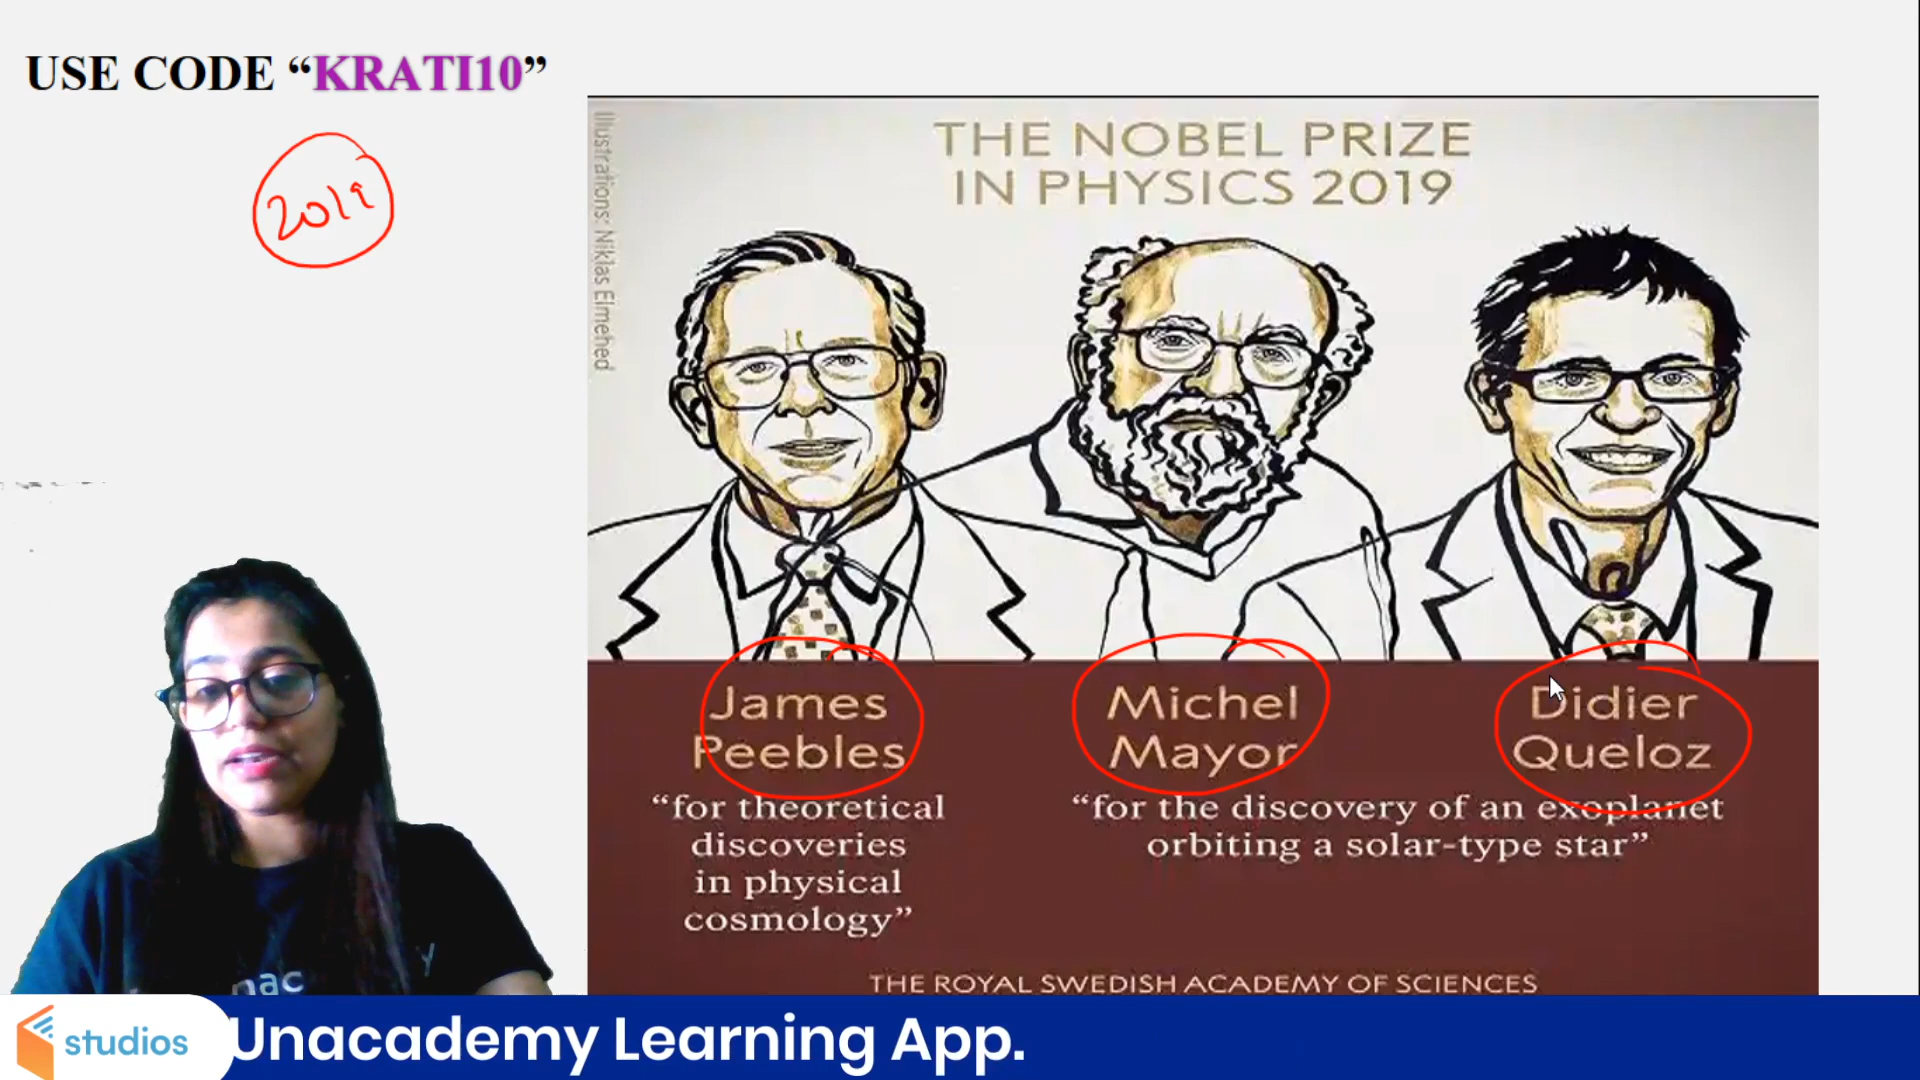 USE CODE “KRATI10”
2019
Illustrations: Niklas Elmehed
THE NOBEL PRIZE
IN PHYSICS 2019
James
Peebles
“for theoretical
discoveries
in physical
cosmology”
Michel
Mayor
Didier
Queloz
“for the discovery of an exoplanet
orbiting a solar-type star”
THE ROYAL SWEDISH ACADEMY OF SCIENCES
studios
Unacademy Learning App.